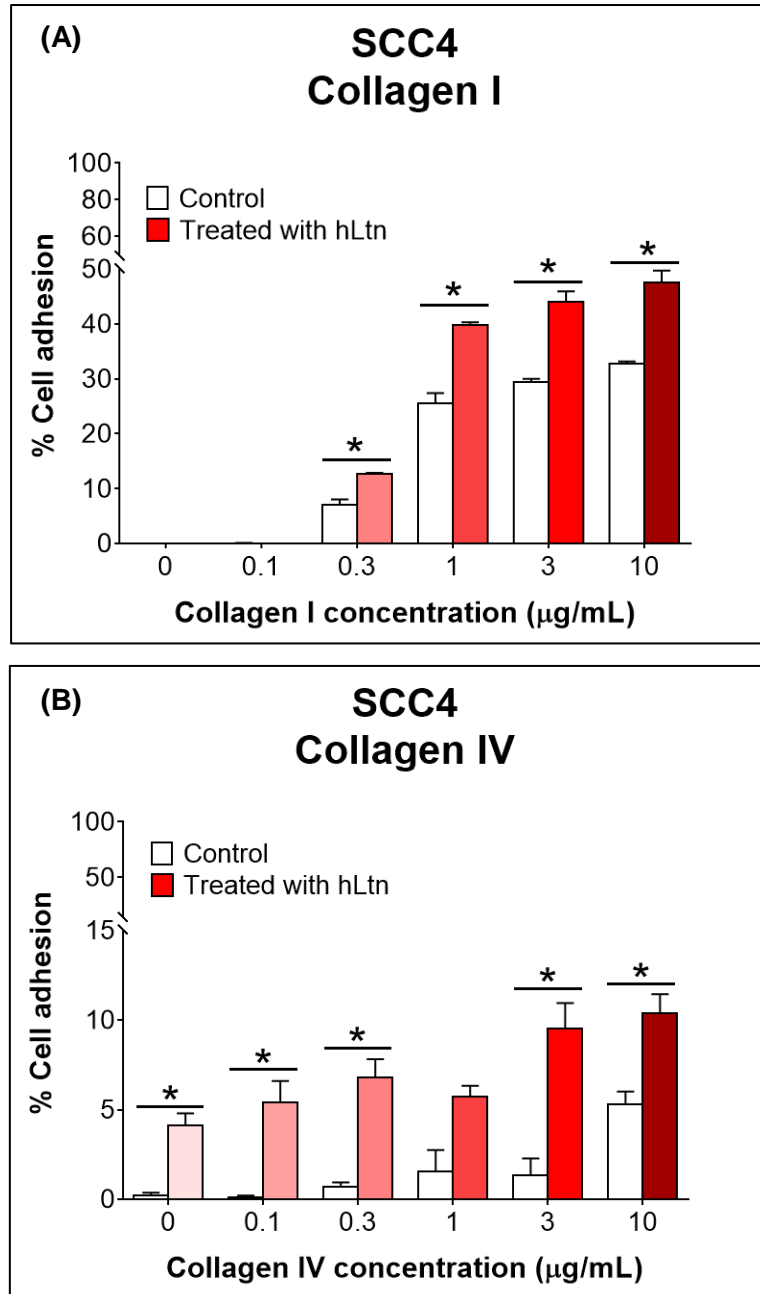 (A)
SCC4
Collagen I
% Cell adhesion
100
80
60
50
40
30
20
10
0
Control
Treated with hLtn
*
*
*
*
0 0.1 0.3 1 3 10
Collagen I concentration (μg/mL)
(B)
SCC4
Collagen IV
% Cell adhesion
100
50
15
10
5
0
Control
Treated with hLtn
*
*
*
*
*
0 0.1 0.3 1 3 10
Collagen IV concentration (μg/mL)